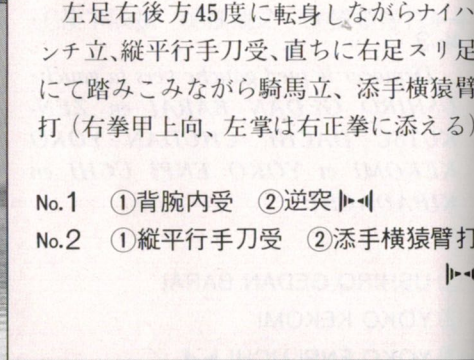 左足右後方45度に転身しながらナイハ
ンチ立、縦平行手刀受、直ちに右足スリ足
にて踏みこみながら騎馬立、添手横猿臂
打（右拳甲上向、左掌は右正拳に添える）
No.1 ①背腕内受 ②逆突
No.2 ①縦平行手刀受 ②添手横猿臂打